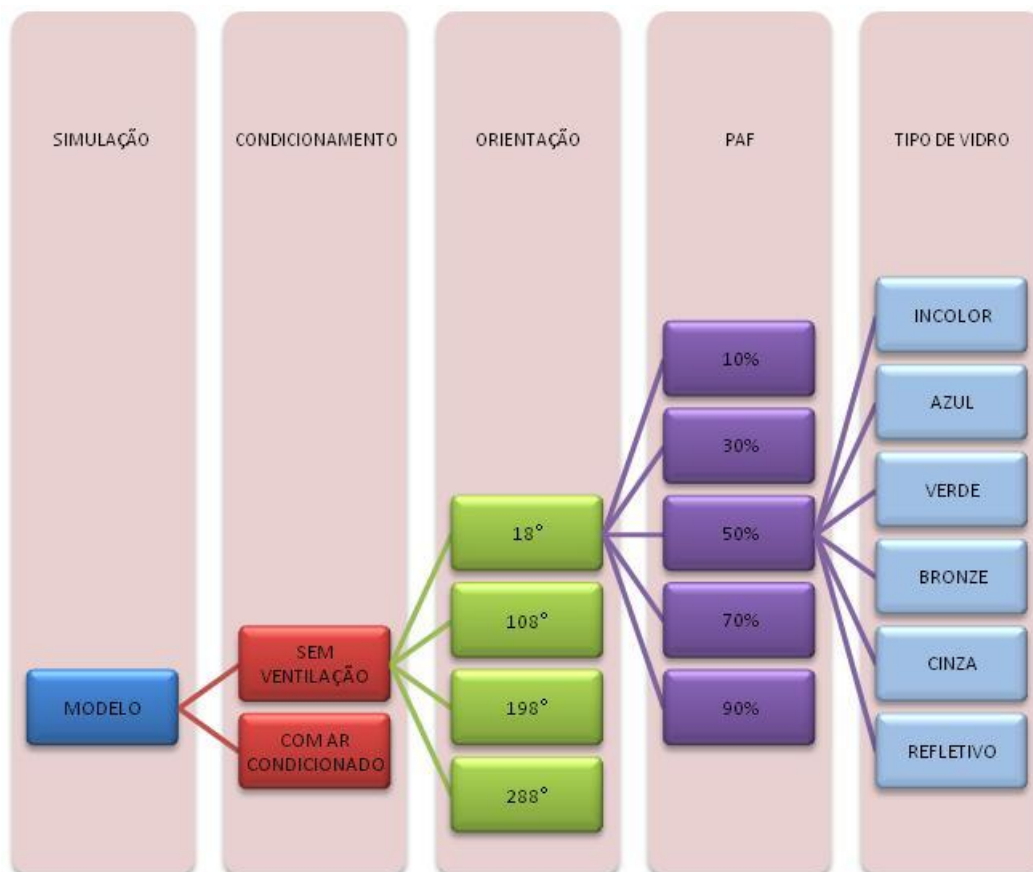 SIMULAÇÃO
CONDICIONAMENTO
ORIENTAÇÃO
PAF
TIPO DE VIDRO
MODELO
SEM
VENTILAÇÃO
COM AR
CONDICIONADO
18°
108°
198°
288°
10%
30%
50%
70%
90%
INCOLOR
AZUL
VERDE
BRONZE
CINZA
REFLETIVO